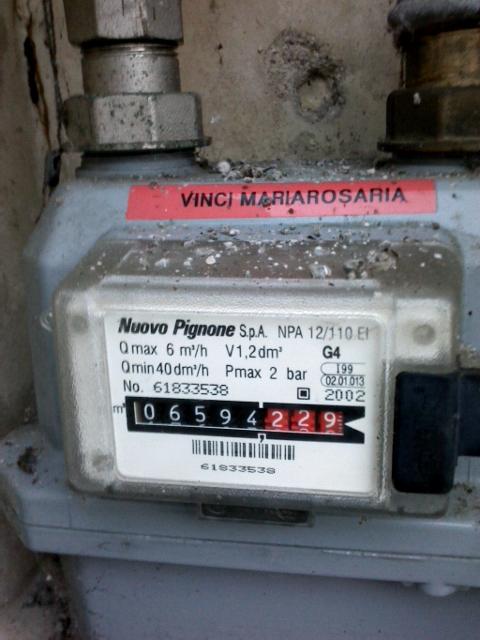 VINCI MARIAROSARIA
Nuovo Pignone S.p.A. NPA 12/110 EI
Qmax 6 m³/h V1,2dm³ G4
Qmin 40dm³/h Pmax 2 bar I99
02.01.013
No. 61833538 2002
m³ 06594229
61833538